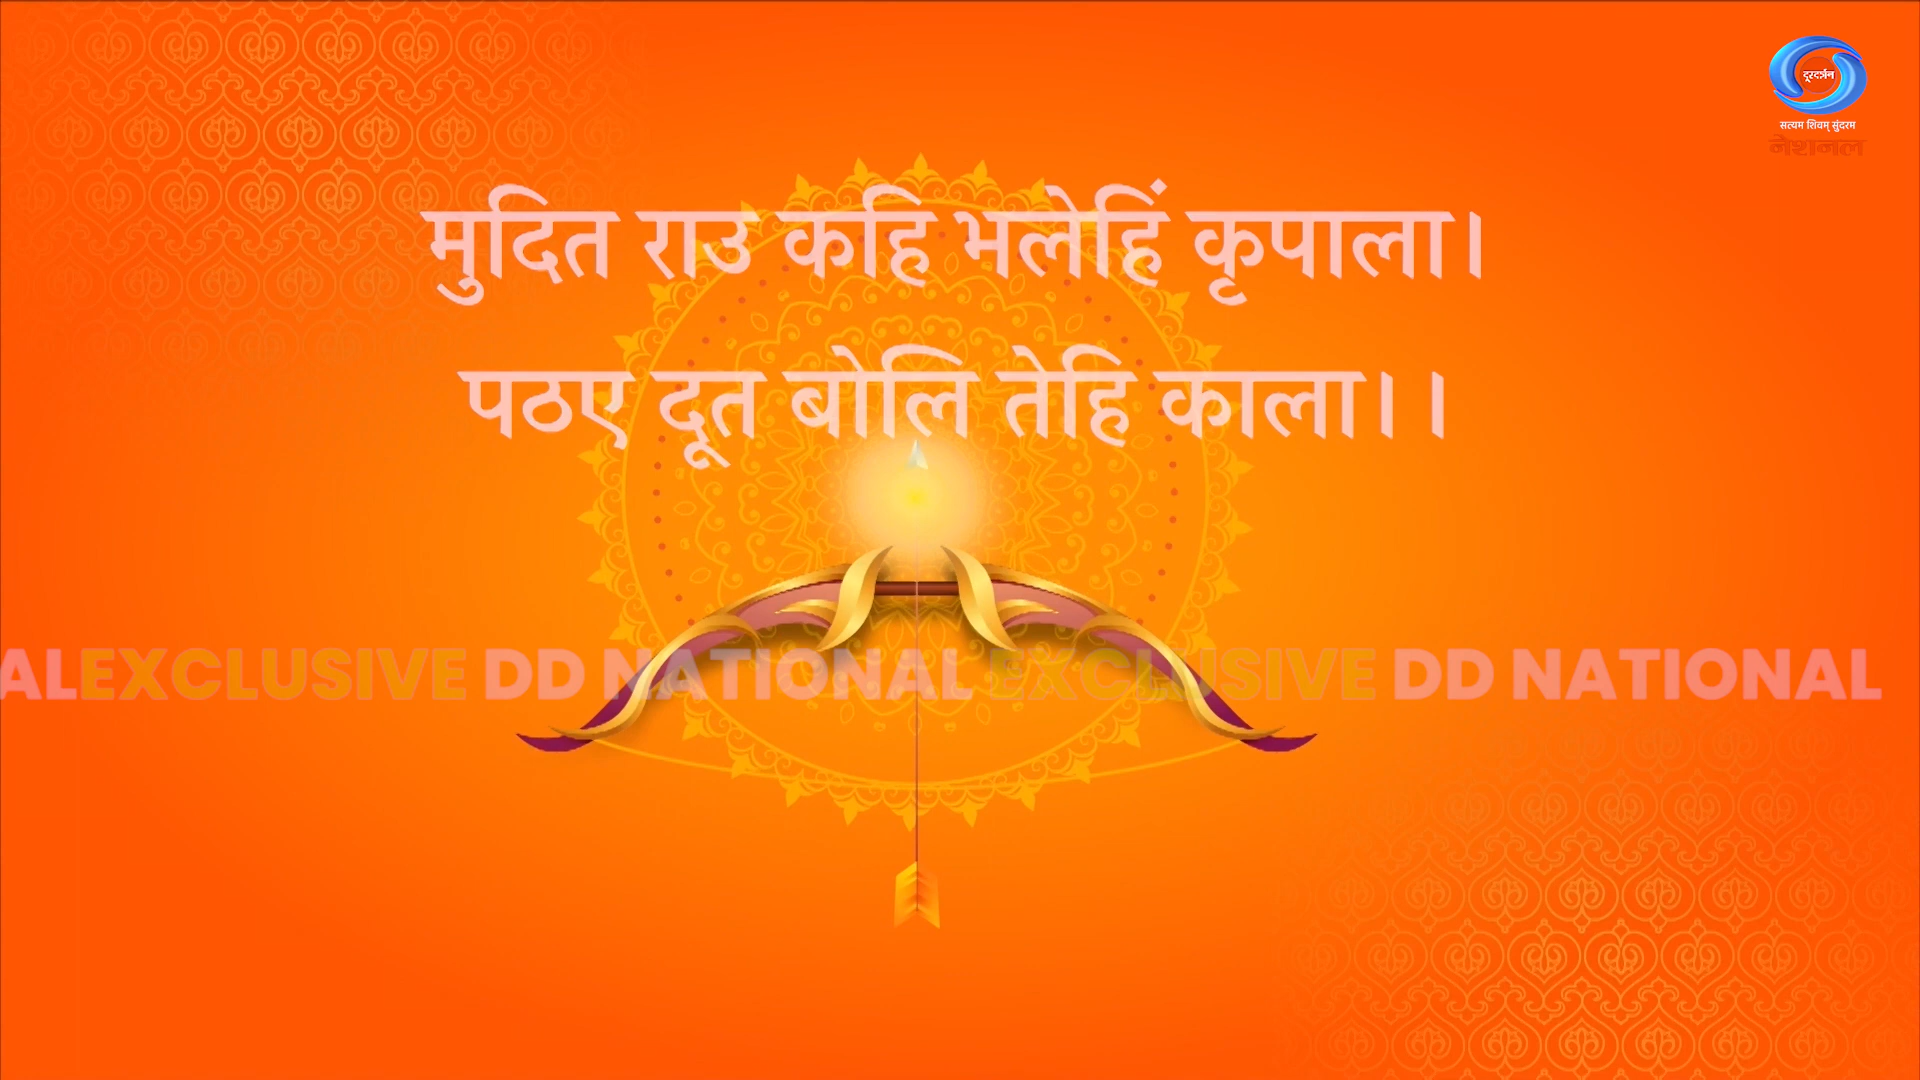 दूरदर्शन
सत्यम शिवम् सुंदरम
नेशनल
मुदित राउ कहि भलेहिं कृपाला।
पठए दूत बोलि तेहि काला।।
ALEXCLUSIVE DD NATIONAL EXCLUSIVE DD NATIONAL